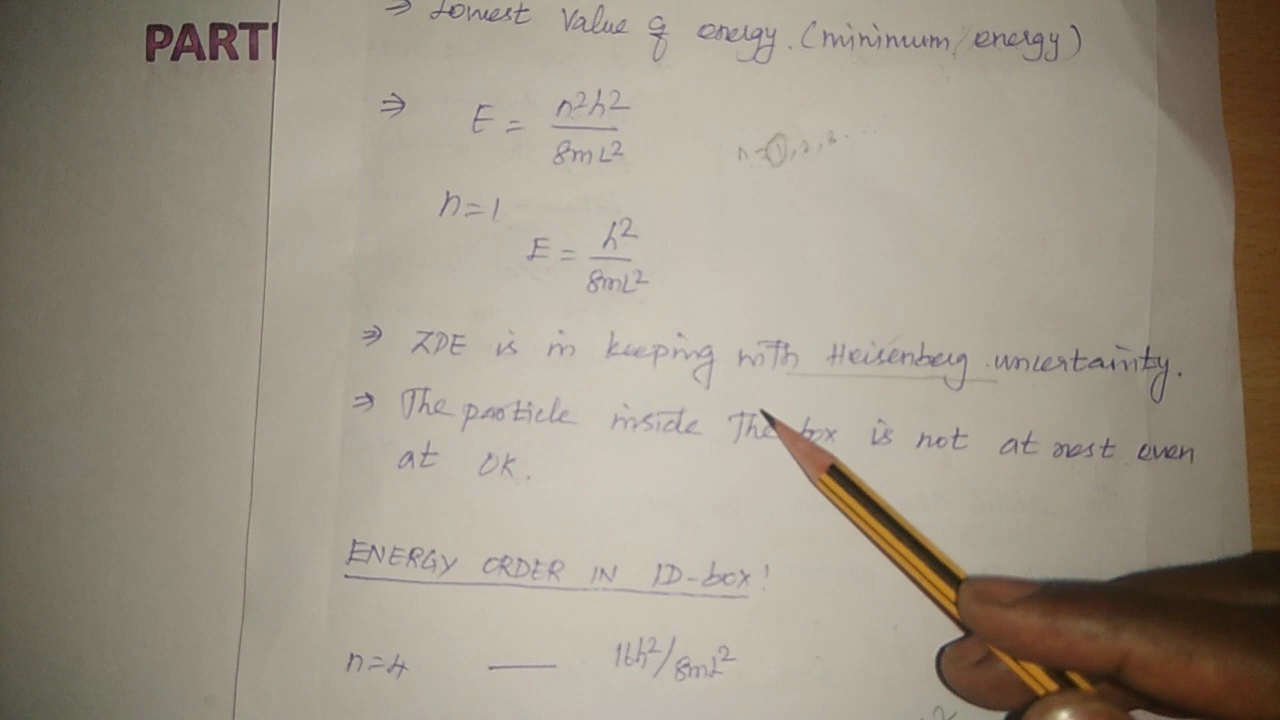 PARTI
⇒ Lowest Value of energy. (minimum energy)
⇒ E = n²h²/8mL²
n=1,2,3...
n=1
E = h²/8mL²
⇒ ZPE is in keeping with Heisenberg uncertainty.
⇒ The particle inside The box is not at rest even
at 0K.
ENERGY ORDER IN 1D-box:
n=4 — 16h²/8mL²